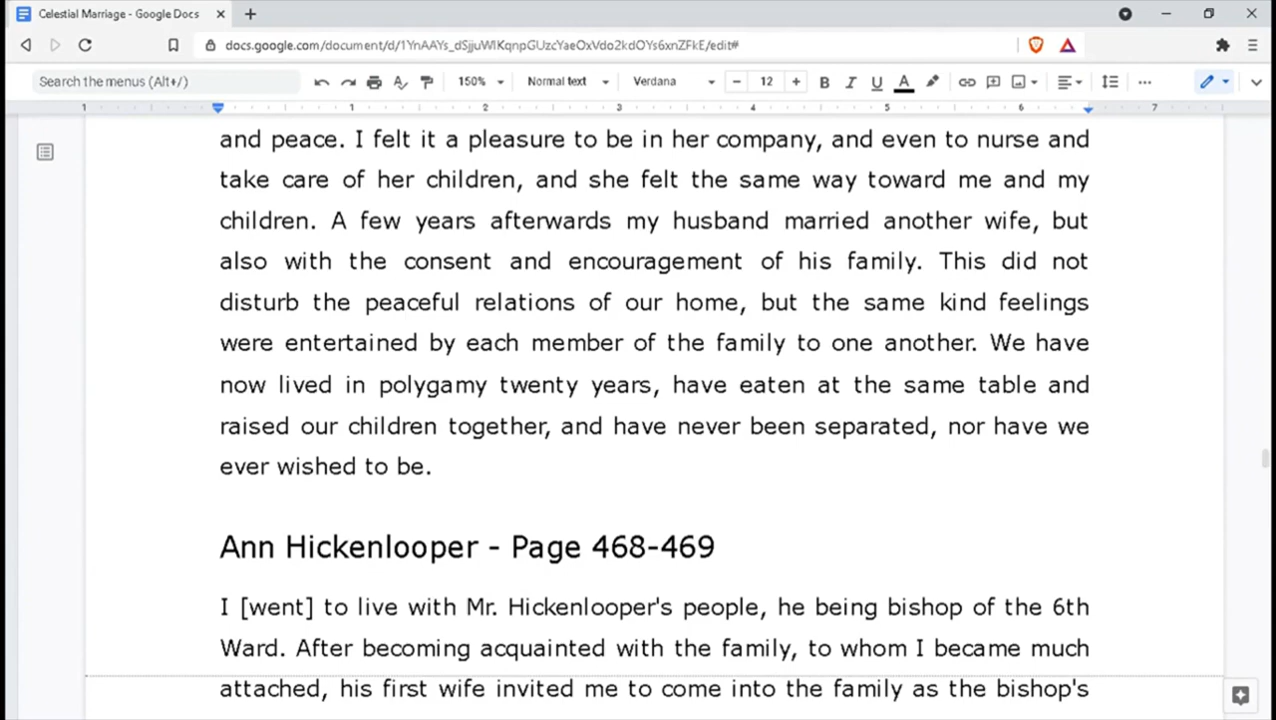 Celestial Marriage - Google Docs
docs.google.com/document/d/1YnAAYs_dSjjuWlKqnpGUzcYaeOxVdo2kdOYs6xnZFkE/edit#
Search the menus (Alt+/)
150%
Normal text
Verdana
12
B I U A
1 1 2 3 4 5 6 7
and peace. I felt it a pleasure to be in her company, and even to nurse and
take care of her children, and she felt the same way toward me and my
children. A few years afterwards my husband married another wife, but
also with the consent and encouragement of his family. This did not
disturb the peaceful relations of our home, but the same kind feelings
were entertained by each member of the family to one another. We have
now lived in polygamy twenty years, have eaten at the same table and
raised our children together, and have never been separated, nor have we
ever wished to be.
Ann Hickenlooper - Page 468-469
I [went] to live with Mr. Hickenlooper's people, he being bishop of the 6th
Ward. After becoming acquainted with the family, to whom I became much
attached, his first wife invited me to come into the family as the bishop's